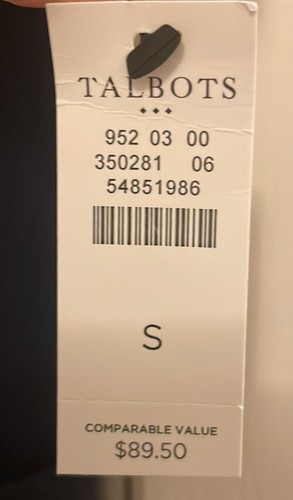 TALBOTS
952 03 00
350281 06
54851986
S
COMPARABLE VALUE
$89.50